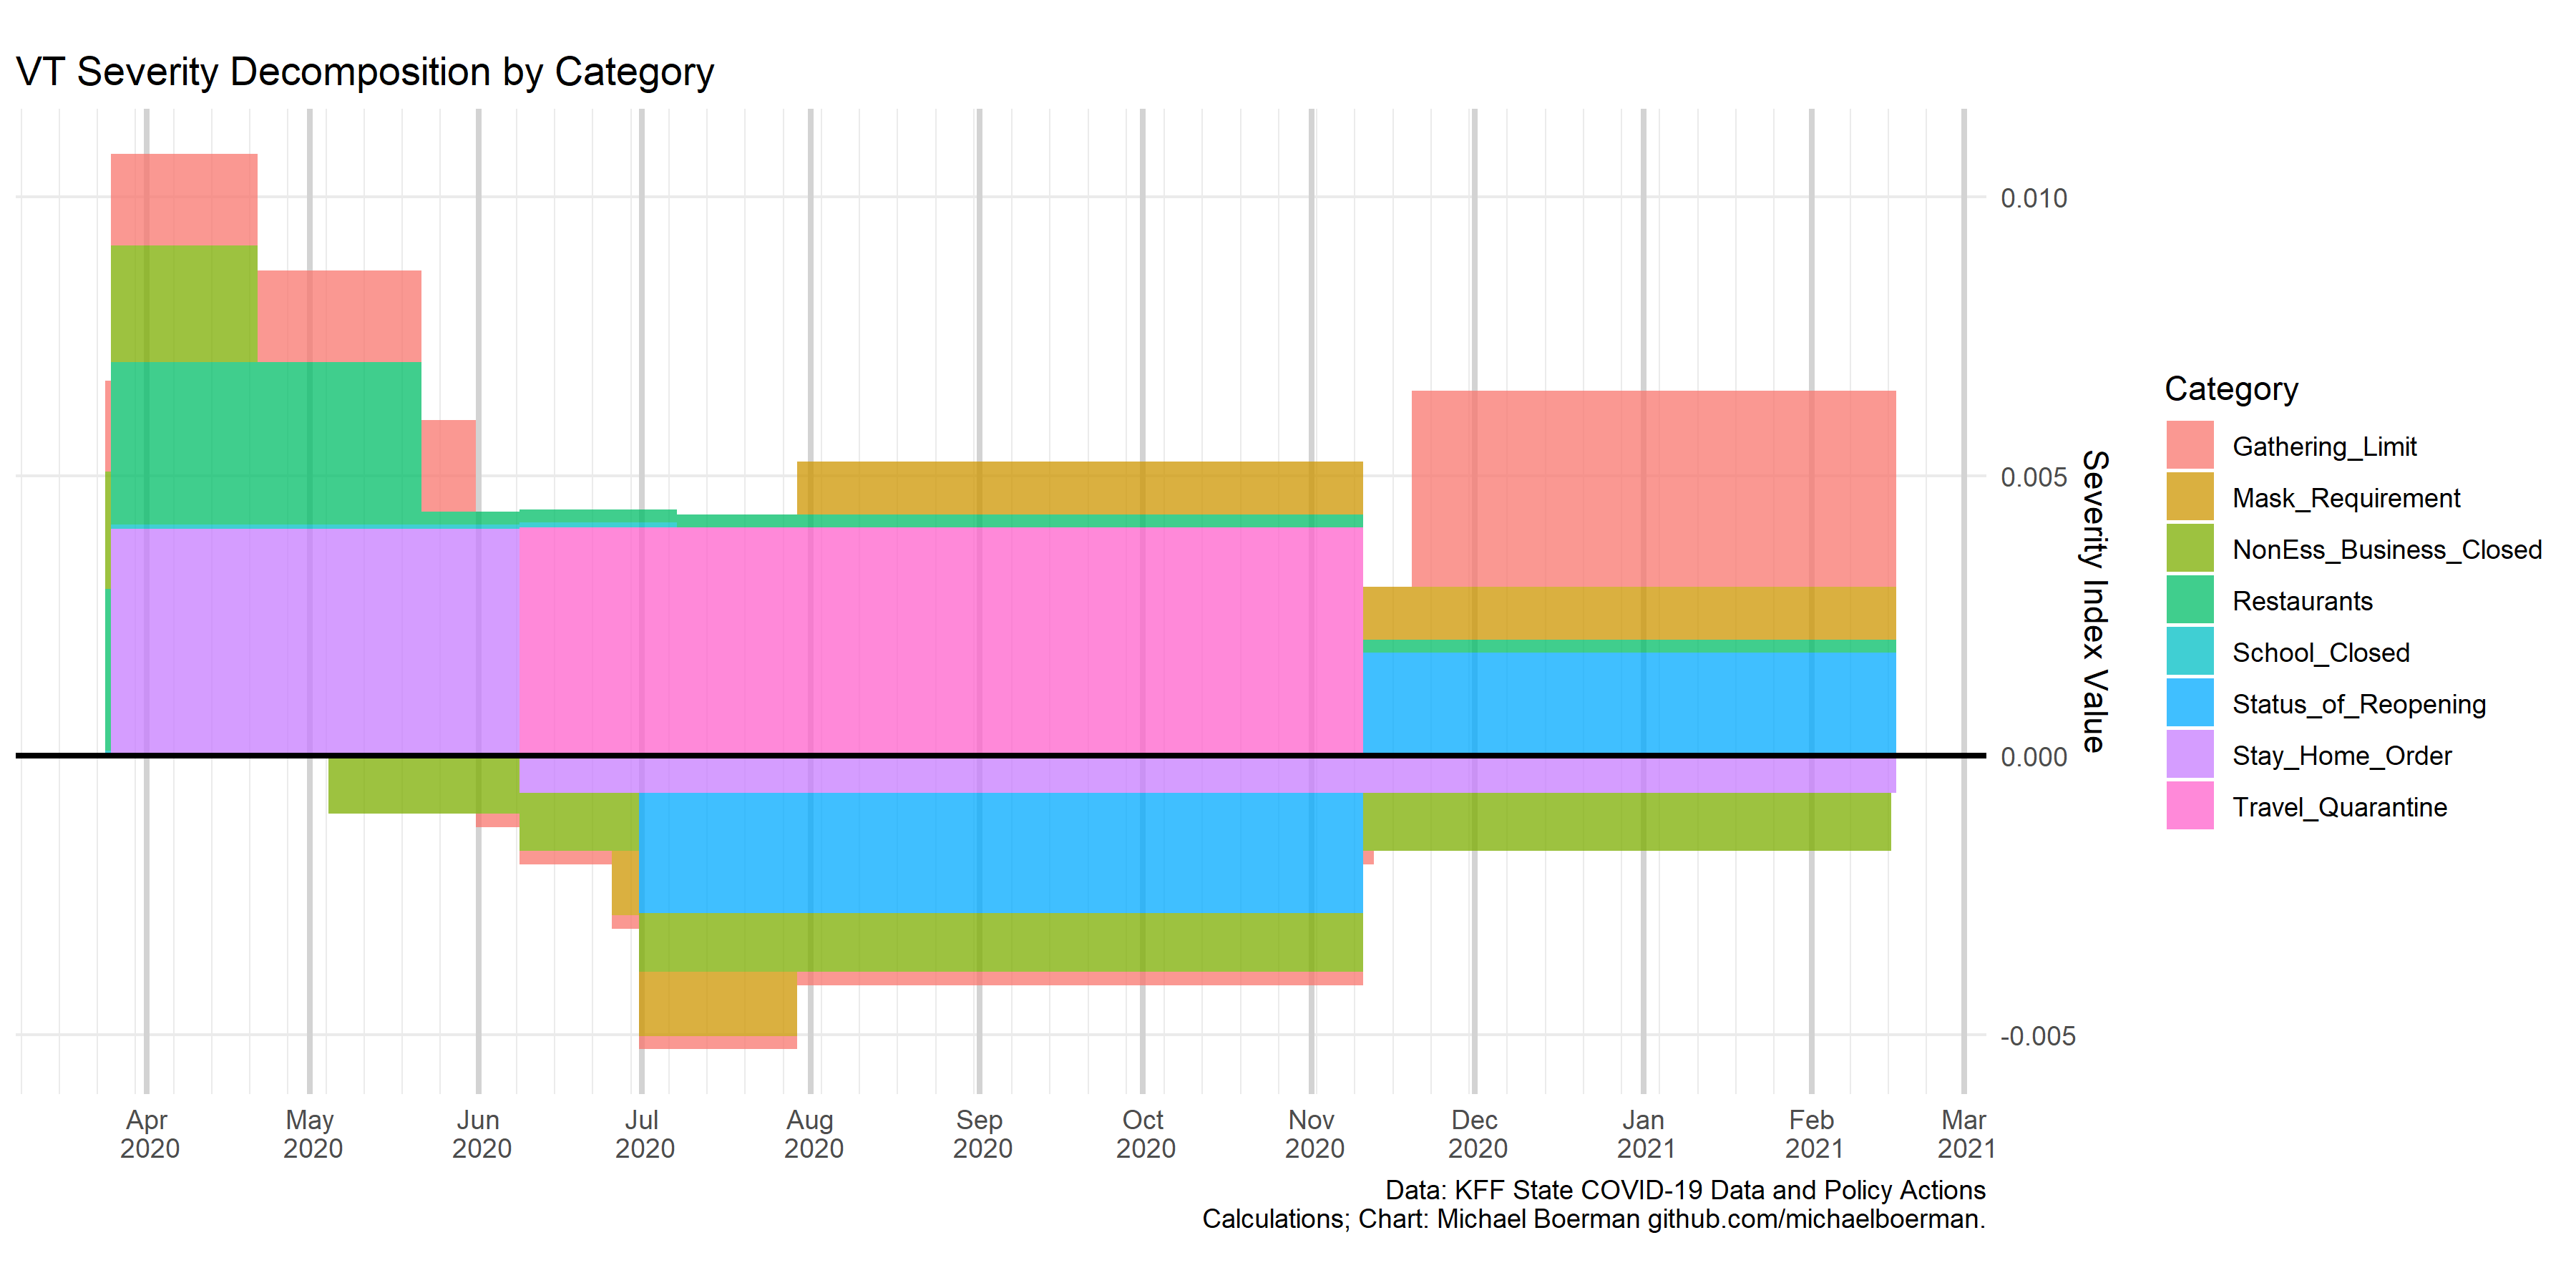 VT Severity Decomposition by Category
0.010
0.005
0.000
-0.005
Severity Index Value
Apr
2020
May
2020
Jun
2020
Jul
2020
Aug
2020
Sep
2020
Oct
2020
Nov
2020
Dec
2020
Jan
2021
Feb
2021
Mar
2021
Category
Gathering_Limit
Mask_Requirement
NonEss_Business_Closed
Restaurants
School_Closed
Status_of_Reopening
Stay_Home_Order
Travel_Quarantine
Data: KFF State COVID-19 Data and Policy Actions
Calculations; Chart: Michael Boerman github.com/michaelboerman.